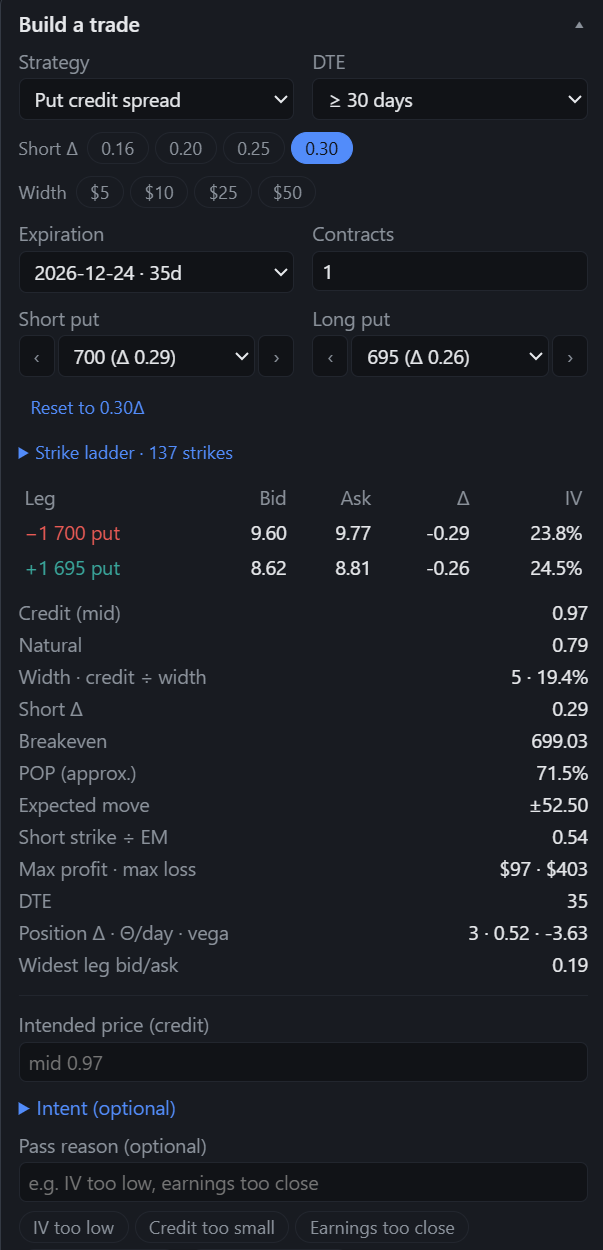 Build a trade ▲
Strategy DTE
Put credit spread ≥ 30 days
Short Δ 0.16 0.20 0.25 0.30
Width $5 $10 $25 $50
Expiration Contracts
2026-12-24 · 35d 1
Short put Long put
‹ 700 (Δ 0.29) › ‹ 695 (Δ 0.26) ›
Reset to 0.30Δ
▶ Strike ladder · 137 strikes
Leg Bid Ask Δ IV
−1 700 put 9.60 9.77 -0.29 23.8%
+1 695 put 8.62 8.81 -0.26 24.5%
Credit (mid) 0.97
Natural 0.79
Width · credit ÷ width 5 · 19.4%
Short Δ 0.29
Breakeven 699.03
POP (approx.) 71.5%
Expected move ±52.50
Short strike ÷ EM 0.54
Max profit · max loss $97 · $403
DTE 35
Position Δ · Θ/day · vega 3 · 0.52 · -3.63
Widest leg bid/ask 0.19
Intended price (credit)
mid 0.97
▶ Intent (optional)
Pass reason (optional)
e.g. IV too low, earnings too close
IV too low Credit too small Earnings too close